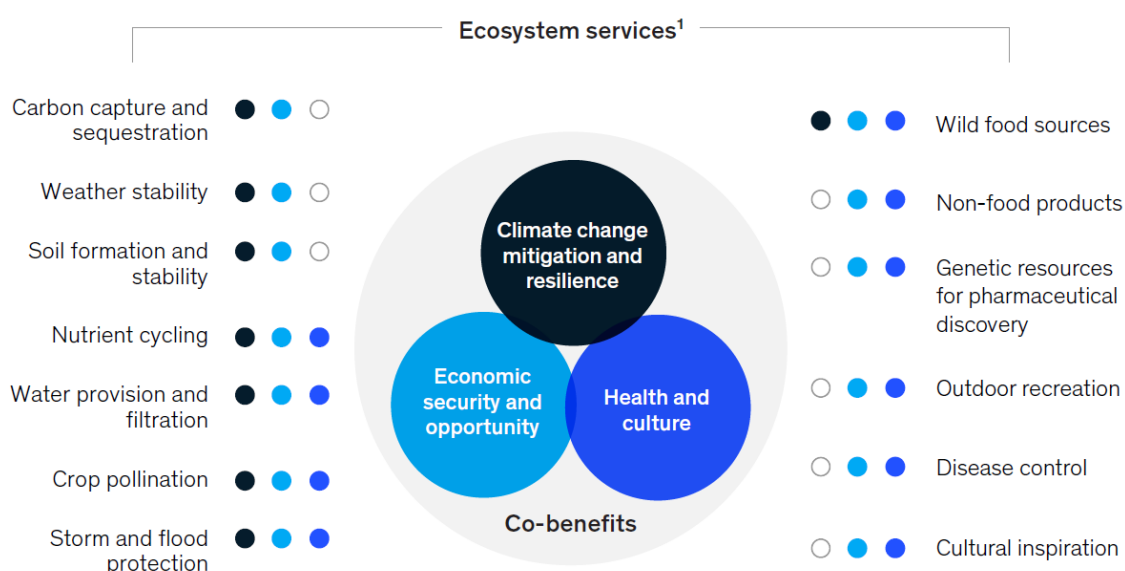 Ecosystem services¹
Carbon capture and
sequestration
Weather stability
Soil formation and
stability
Nutrient cycling
Water provision and
filtration
Crop pollination
Storm and flood
protection
Climate change
mitigation and
resilience
Economic
security and
opportunity
Health and
culture
Co-benefits
Wild food sources
Non-food products
Genetic resources
for pharmaceutical
discovery
Outdoor recreation
Disease control
Cultural inspiration